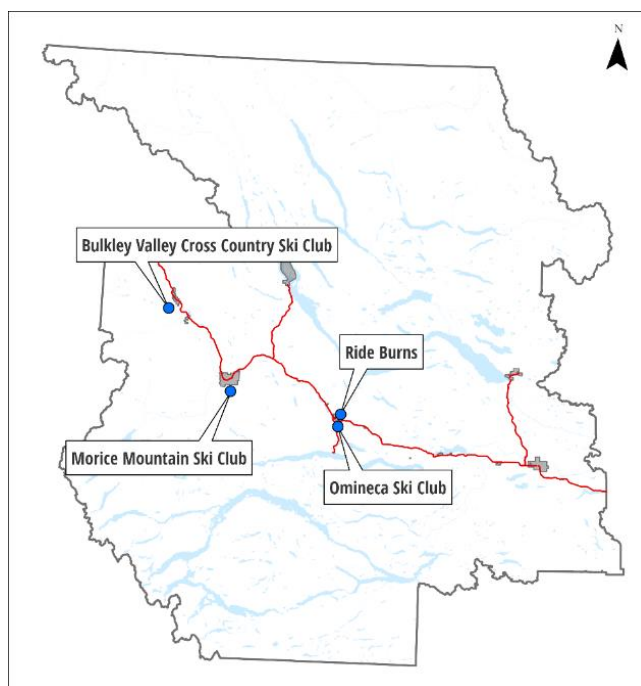 N
Bulkley Valley Cross Country Ski Club
Ride Burns
Morice Mountain Ski Club
Omineca Ski Club